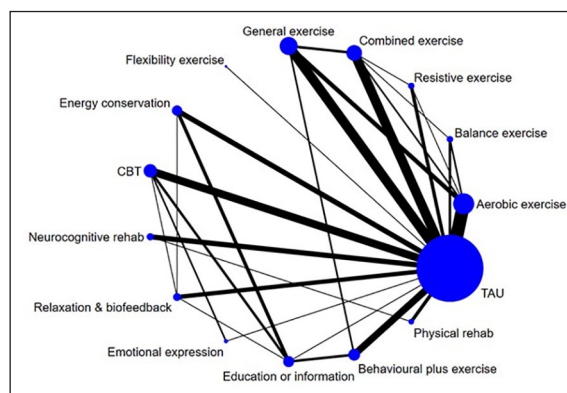 General exercise
Combined exercise
Flexibility exercise
Resistive exercise
Energy conservation
Balance exercise
CBT
Aerobic exercise
Neurocognitive rehab
TAU
Relaxation & biofeedback
Physical rehab
Emotional expression
Behavioural plus exercise
Education or information